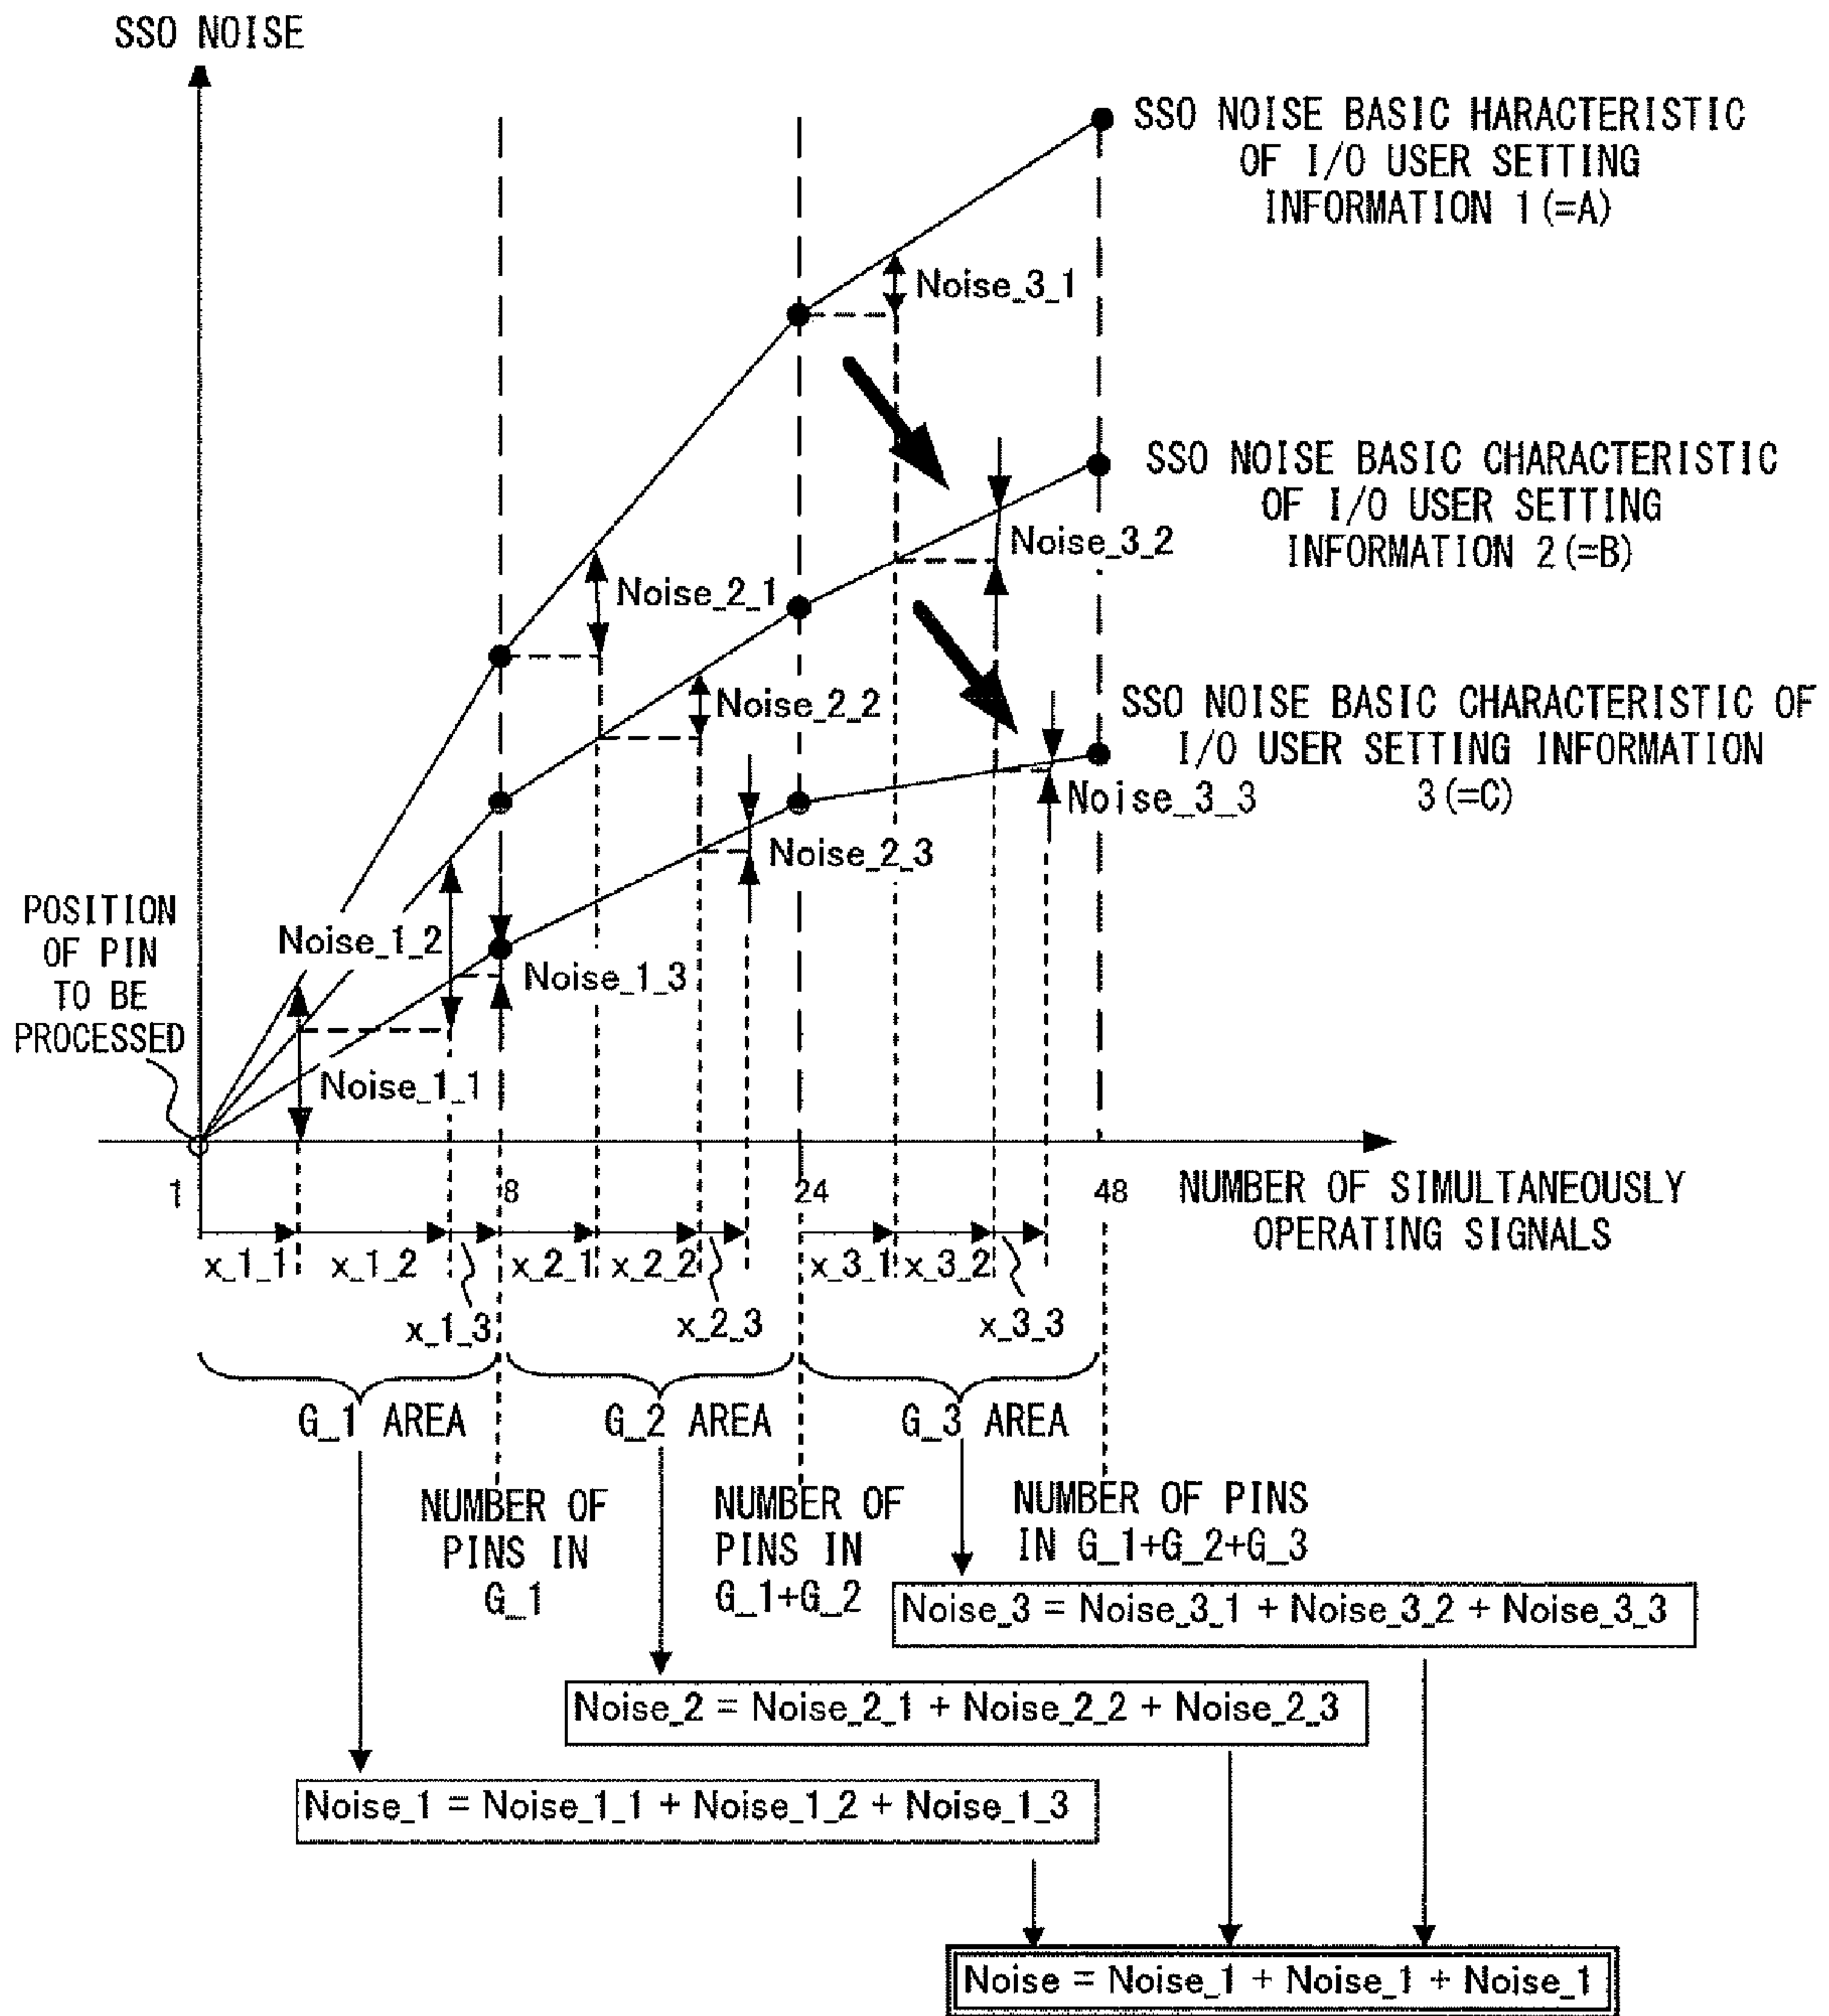 SSO NOISE
SSO NOISE BASIC HARACTERISTIC
OF I/O USER SETTING
INFORMATION 1(=A)
Noise_3_1
SSO NOISE BASIC CHARACTERISTIC
OF I/O USER SETTING
INFORMATION 2(=B)
Noise_3_2
Noise_2_1
SSO NOISE BASIC CHARACTERISTIC OF
I/O USER SETTING INFORMATION
3(=C)
Noise_2_2
Noise_3_3
Noise_2_3
POSITION
OF PIN
TO BE
PROCESSED
Noise_1_2
Noise_1_3
Noise_1_1
1
8
24
48
NUMBER OF SIMULTANEOUSLY
OPERATING SIGNALS
x_1_1
x_1_2
x_2_1
x_2_2
x_3_1
x_3_2
x_1_3
x_2_3
x_3_3
G_1 AREA
G_2 AREA
G_3 AREA
NUMBER OF
PINS IN
G_1
NUMBER OF
PINS IN
G_1+G_2
NUMBER OF PINS
IN G_1+G_2+G_3
Noise_3 = Noise_3_1 + Noise_3_2 + Noise_3_3
Noise_2 = Noise_2_1 + Noise_2_2 + Noise_2_3
Noise_1 = Noise_1_1 + Noise_1_2 + Noise_1_3
Noise = Noise_1 + Noise_1 + Noise_1